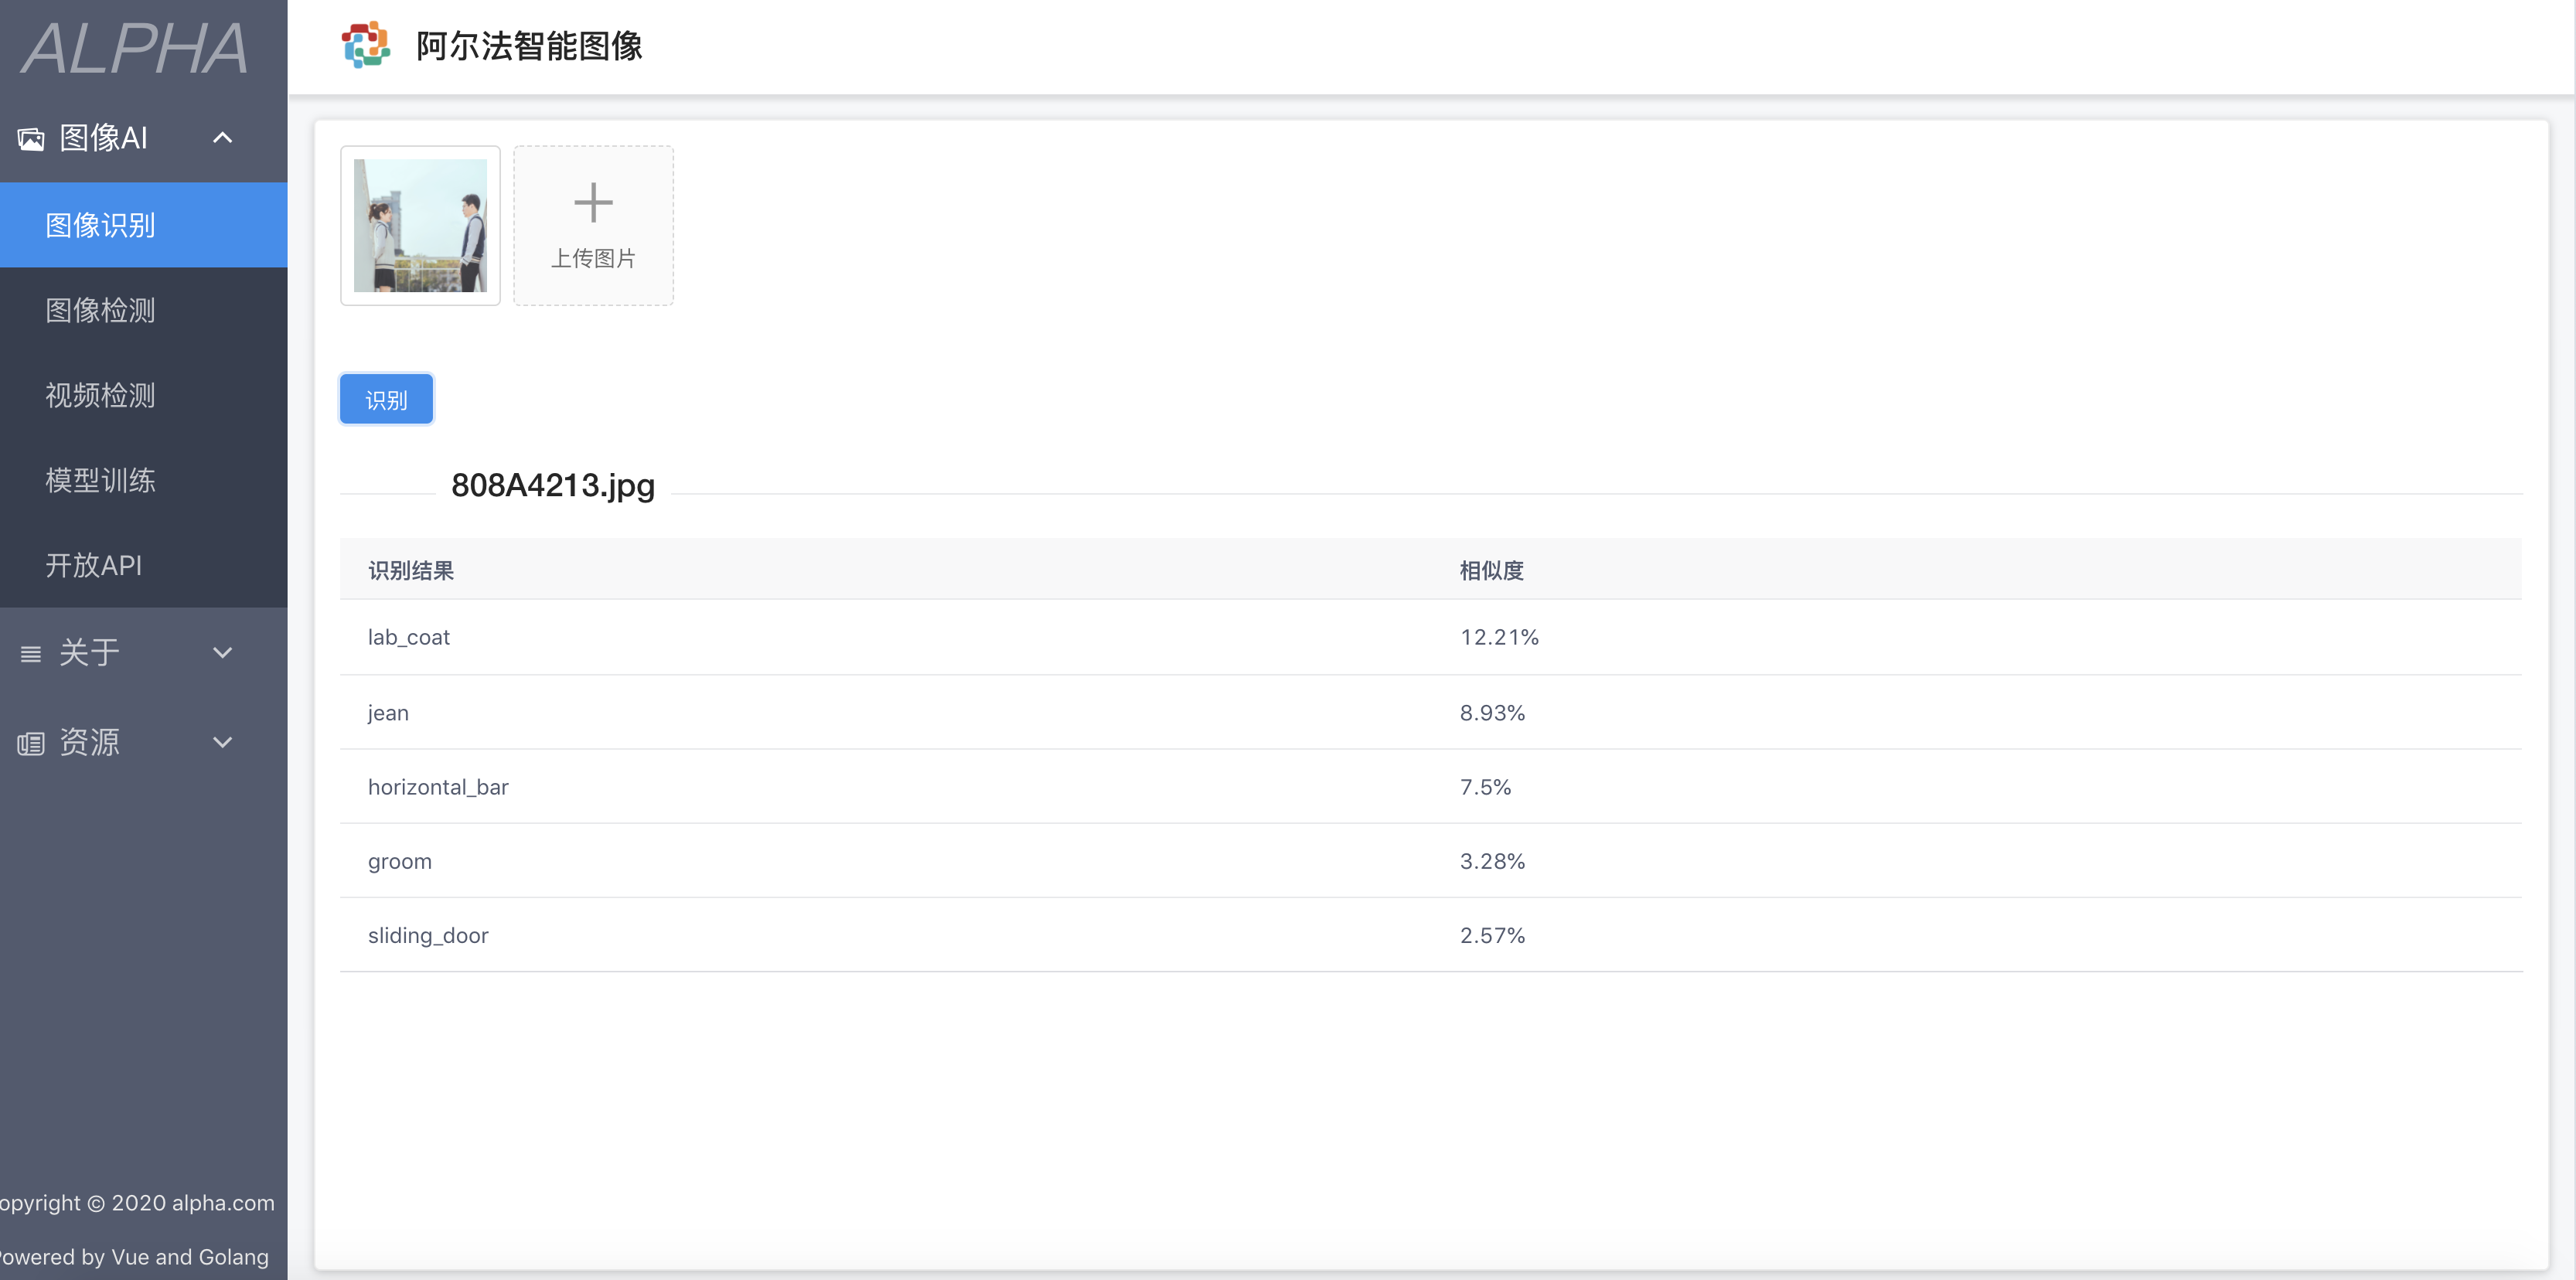 ALPHA
阿尔法智能图像
图像AI
图像识别
图像检测
视频检测
模型训练
开放API
关于
资源
opyright © 2020 alpha.com
owered by Vue and Golang
上传图片
识别
808A4213.jpg
识别结果 相似度
lab_coat 12.21%
jean 8.93%
horizontal_bar 7.5%
groom 3.28%
sliding_door 2.57%